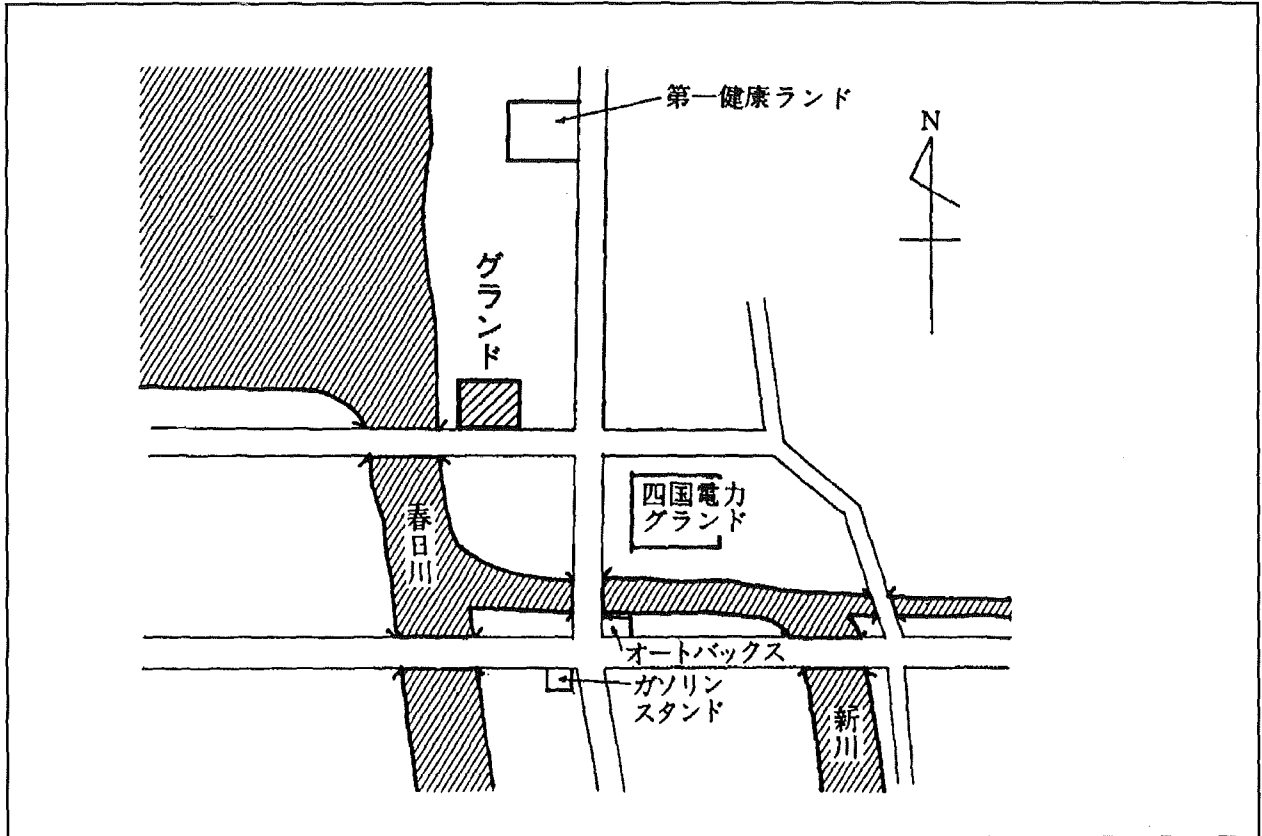 第一健康ランド
N
グランド
四国電力
グランド
春日川
オートバックス
ガソリン
スタンド
新川